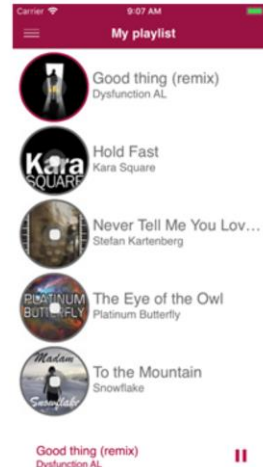 Carrier 9:07 AM
My playlist
Good thing (remix)
Dysfunction AL
Kara
SQUARE
Hold Fast
Kara Square
Never Tell Me You Lov...
Stefan Kartenberg
PLATINUM
BUTTERFLY
The Eye of the Owl
Platinum Butterfly
Madam
Snowflake
To the Mountain
Snowflake
Good thing (remix)
Dysfunction AL